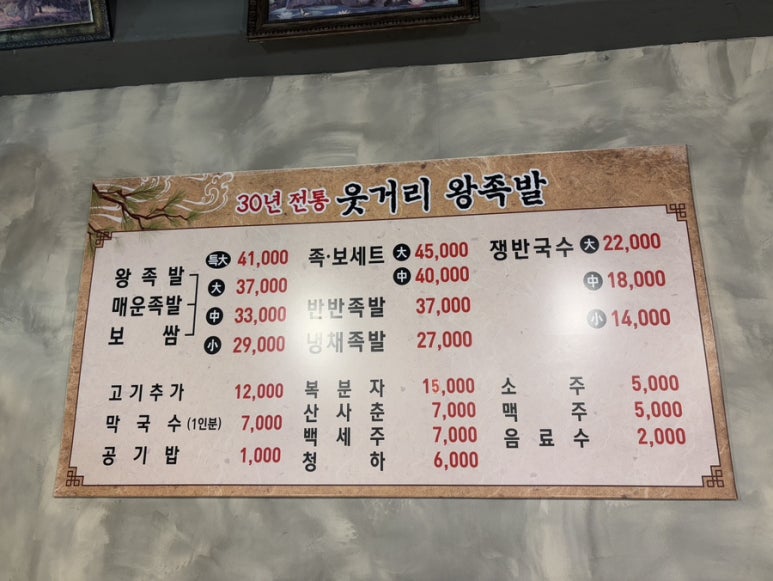 30년 전통 웃거리 왕족발
왕족발
매운족발
보쌈
特大 41,000
大 37,000
中 33,000
小 29,000
족·보세트 大 45,000
中 40,000
반반족발 37,000
냉채족발 27,000
쟁반국수 大 22,000
中 18,000
小 14,000
고기추가 12,000
막국수 (1인분) 7,000
공기밥 1,000
복분자 15,000
산사춘 7,000
백세주 7,000
청하 6,000
소주 5,000
맥주 5,000
음료수 2,000